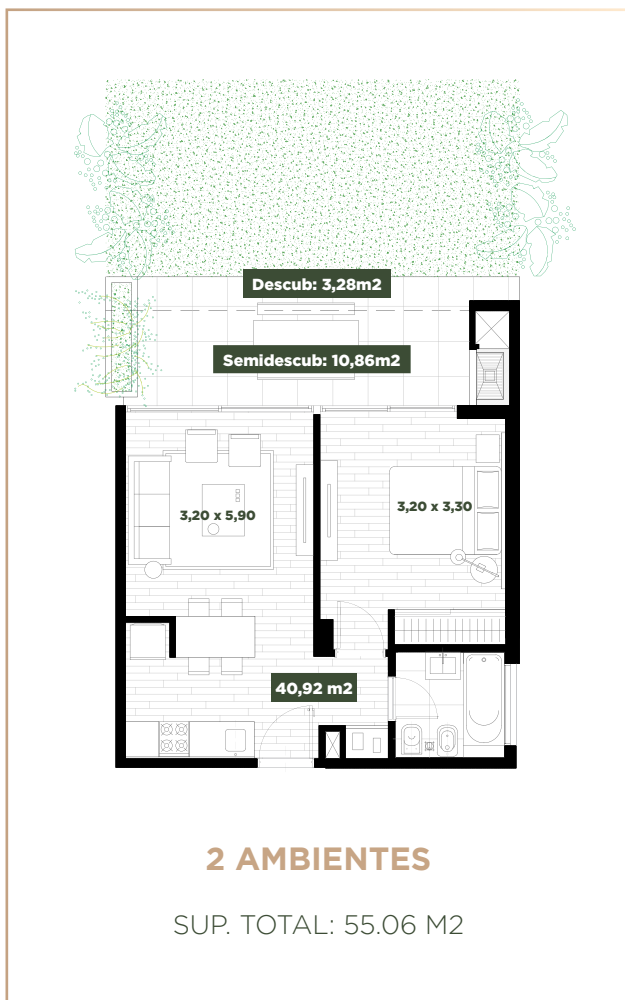 Descub: 3,28m2
Semidescub: 10,86m2
3,20 x 5,90
3,20 x 3,30
40,92 m2
2 AMBIENTES
SUP. TOTAL: 55.06 M2